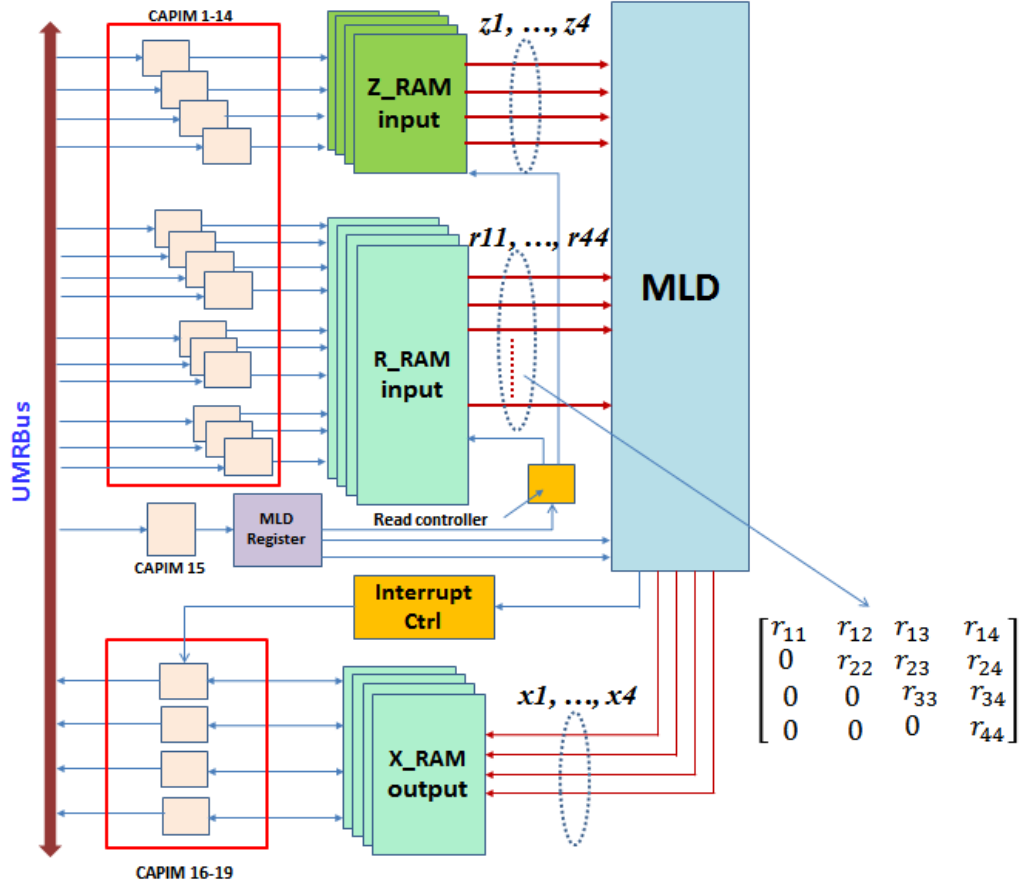 CAPIM 1-14
z1, ..., z4
Z_RAM
input
MLD
r11, ..., r44
R_RAM
input
UMRBus
Read controller
MLD
Register
CAPIM 15
Interrupt
Ctrl
r₁₁ r₁₂ r₁₃ r₁₄
0 r₂₂ r₂₃ r₂₄
0 0 r₃₃ r₃₄
0 0 0 r₄₄
x1, ..., x4
X_RAM
output
CAPIM 16-19